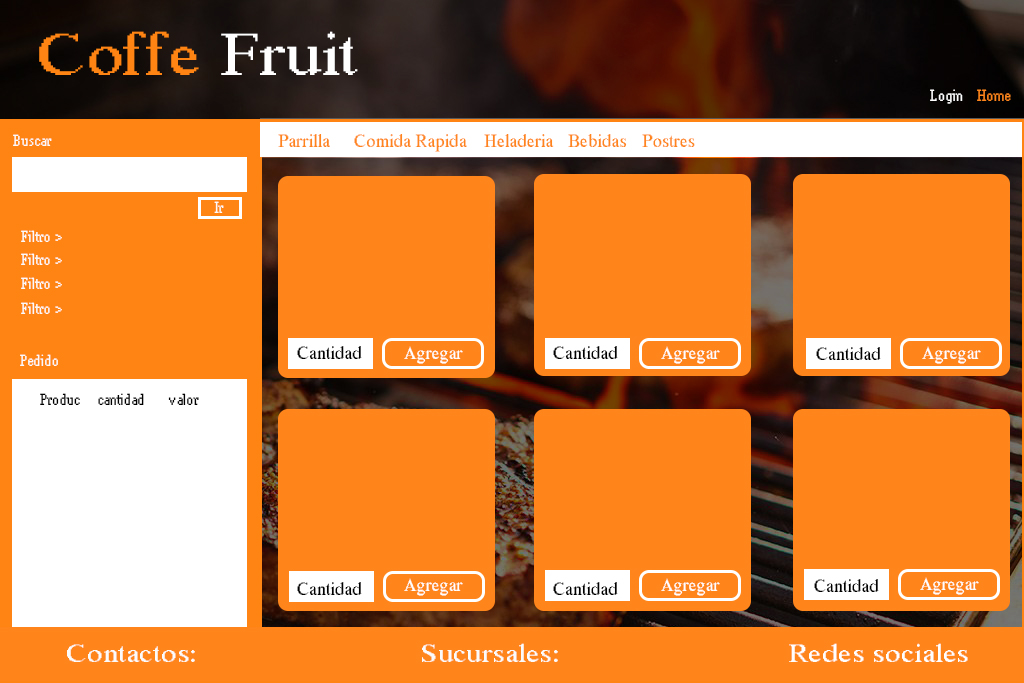 Coffe Fruit
Login Home
Buscar
Ir
Filtro >
Filtro >
Filtro >
Filtro >
Pedido
Produc cantidad valor
Parrilla Comida Rapida Heladeria Bebidas Postres
Cantidad Agregar
Cantidad Agregar
Cantidad Agregar
Cantidad Agregar
Cantidad Agregar
Cantidad Agregar
Contactos: Sucursales: Redes sociales